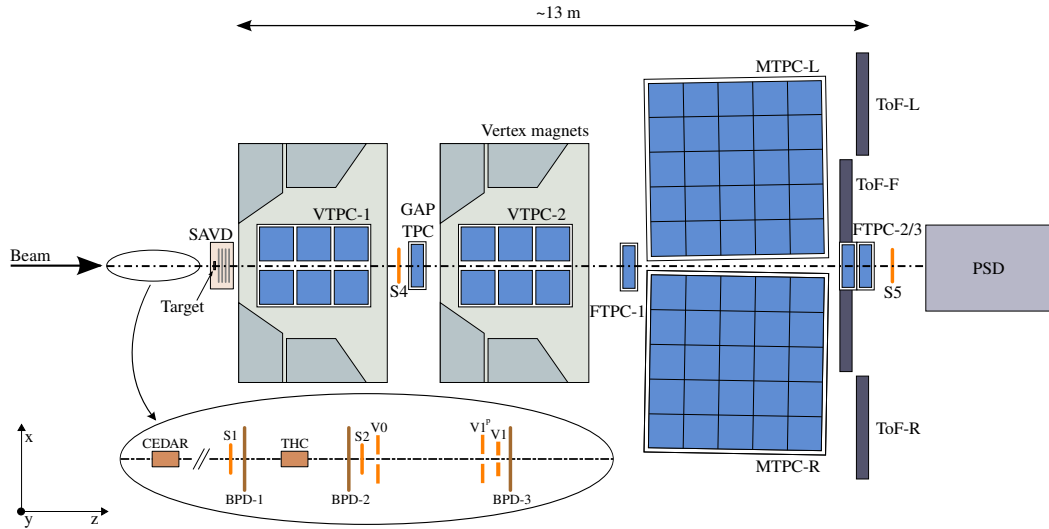 ~13 m
MTPC-L
ToF-L
Vertex magnets
ToF-F
VTPC-1
GAP
TPC
VTPC-2
SAVD
FTPC-2/3
Beam
PSD
Target
S4
FTPC-1
S5
x
y
z
CEDAR
S1
BPD-1
THC
BPD-2
S2
V0
V1ᵖ
V1
BPD-3
ToF-R
MTPC-R